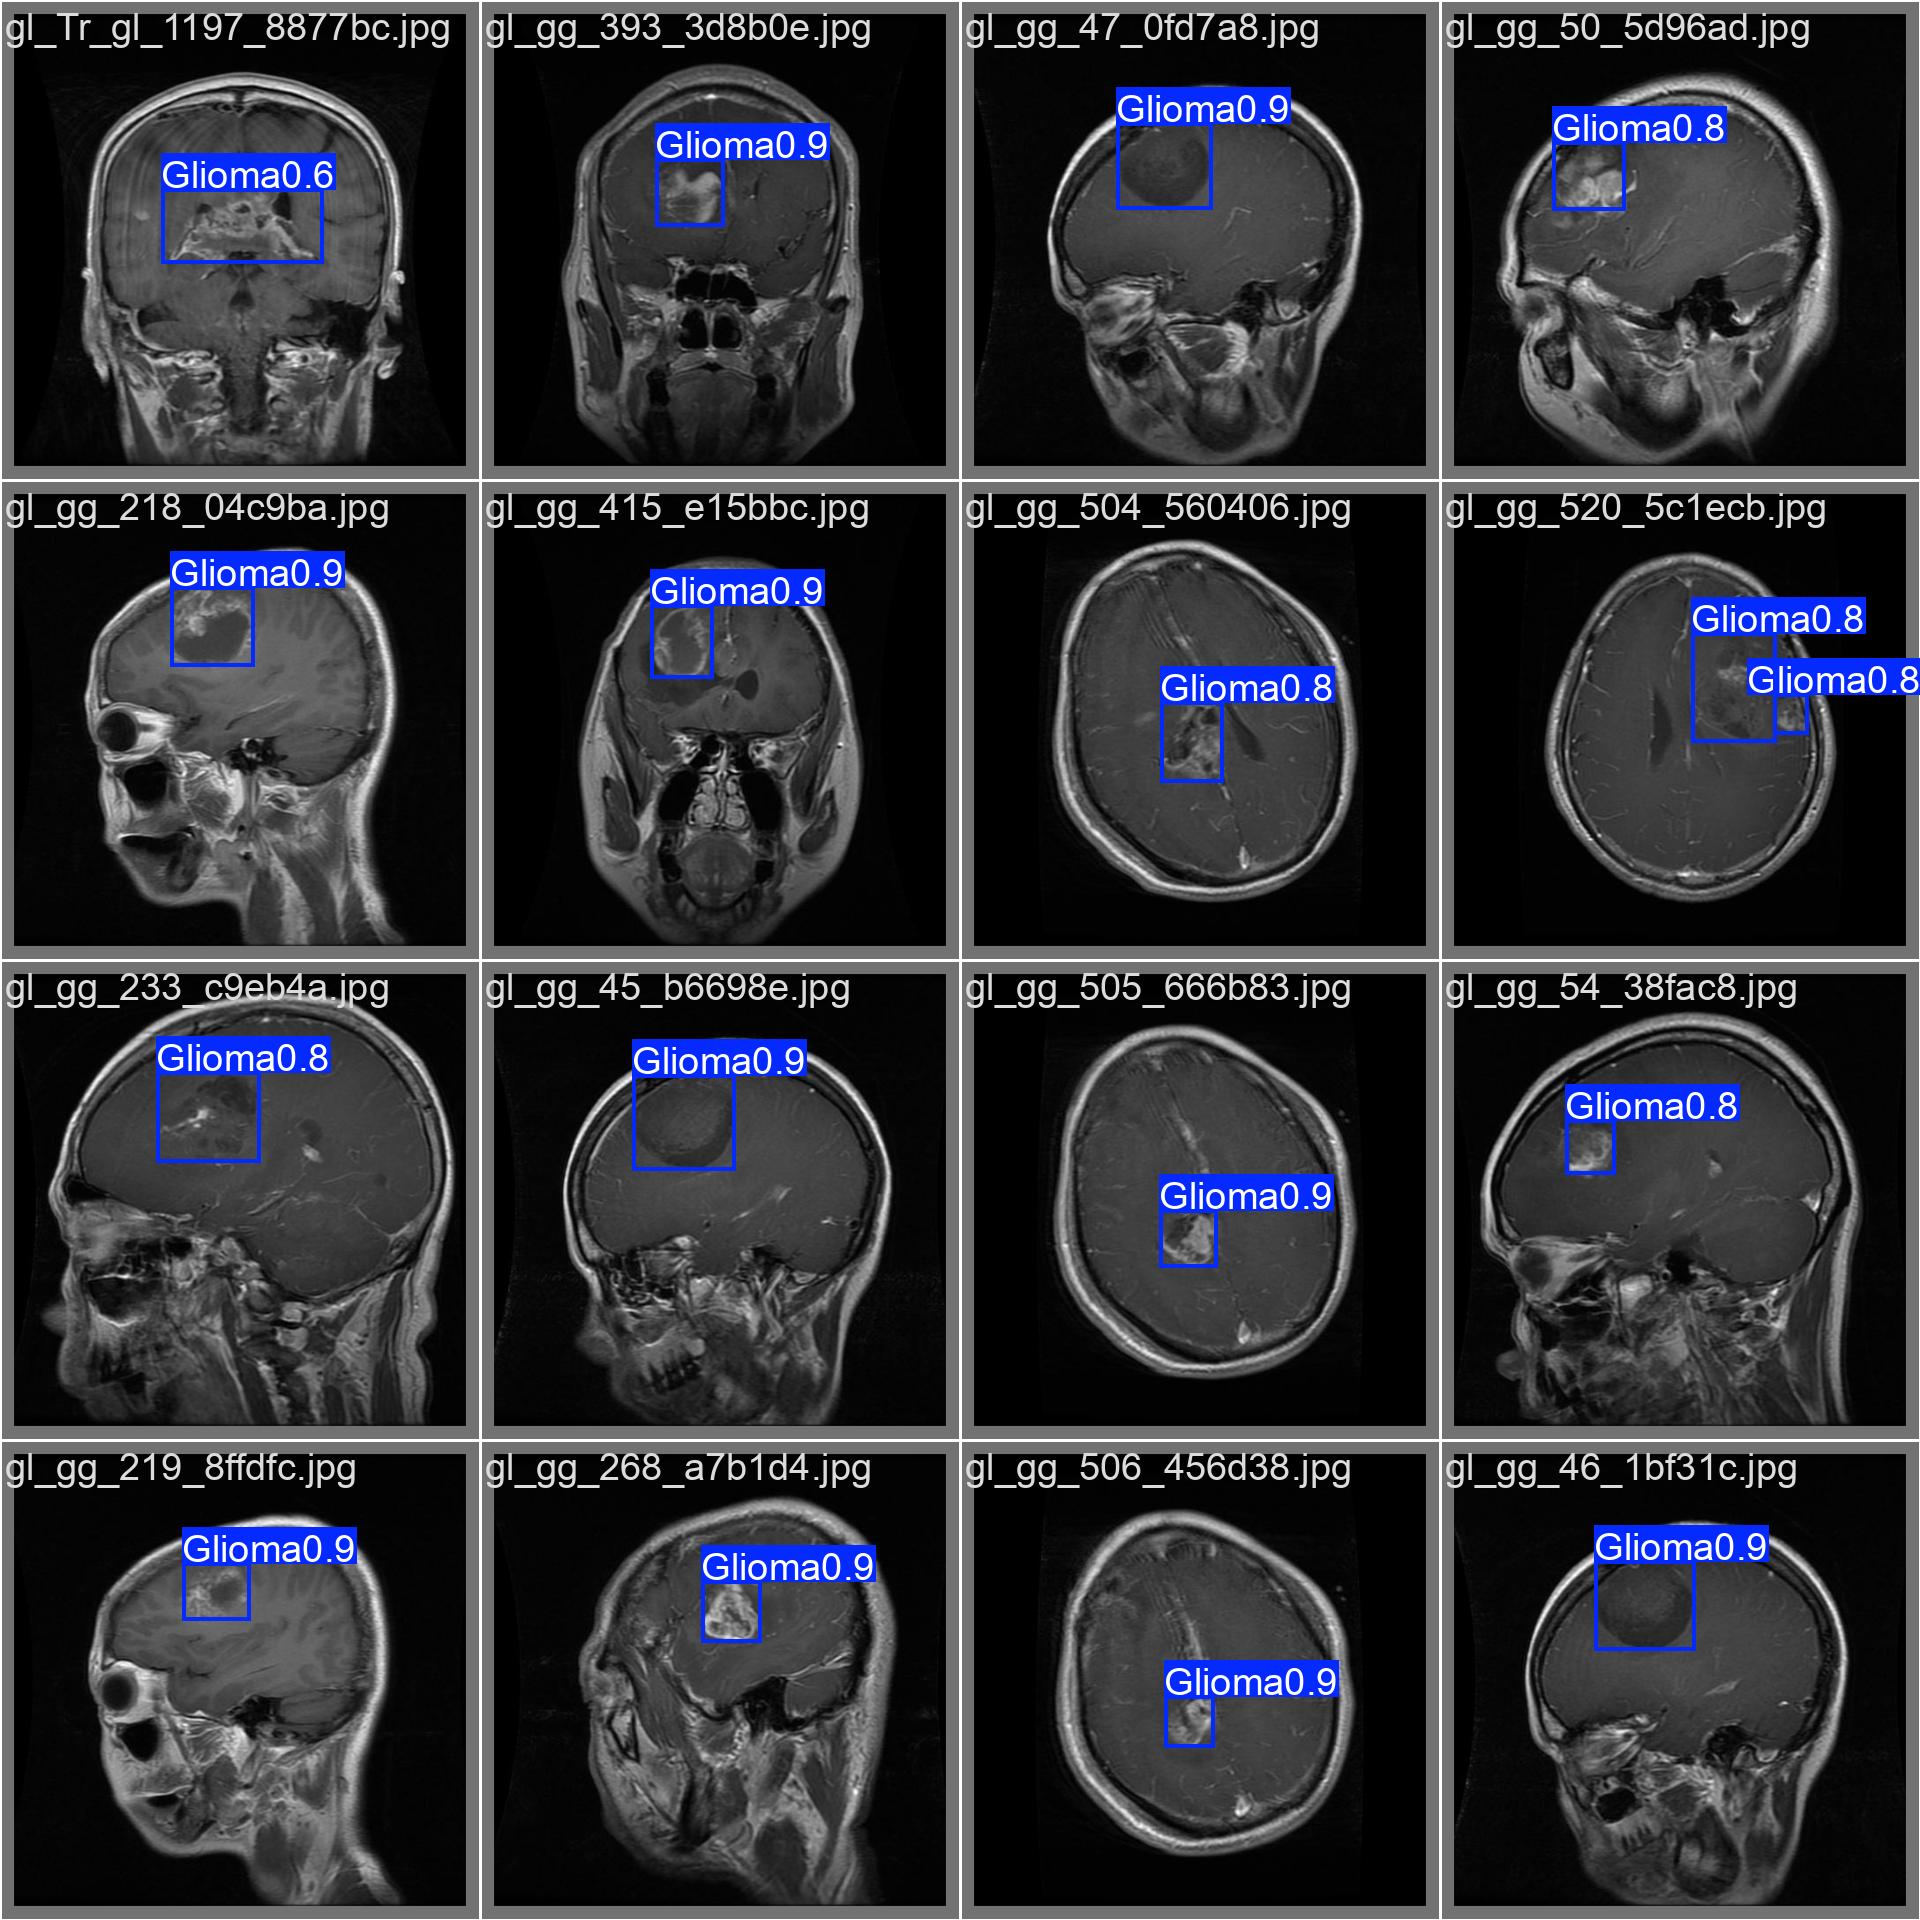 gl_Tr_gl_1197_8877bc.jpg
Glioma0.6
gl_gg_393_3d8b0e.jpg
Glioma0.9
gl_gg_47_0fd7a8.jpg
Glioma0.9
gl_gg_50_5d96ad.jpg
Glioma0.8
gl_gg_218_04c9ba.jpg
Glioma0.9
gl_gg_415_e15bbc.jpg
Glioma0.9
gl_gg_504_560406.jpg
Glioma0.8
gl_gg_520_5c1ecb.jpg
Glioma0.8
Glioma0.8
gl_gg_233_c9eb4a.jpg
Glioma0.8
gl_gg_45_b6698e.jpg
Glioma0.9
gl_gg_505_666b83.jpg
Glioma0.9
gl_gg_54_38fac8.jpg
Glioma0.8
gl_gg_219_8ffdfc.jpg
Glioma0.9
gl_gg_268_a7b1d4.jpg
Glioma0.9
gl_gg_506_456d38.jpg
Glioma0.9
gl_gg_46_1bf31c.jpg
Glioma0.9